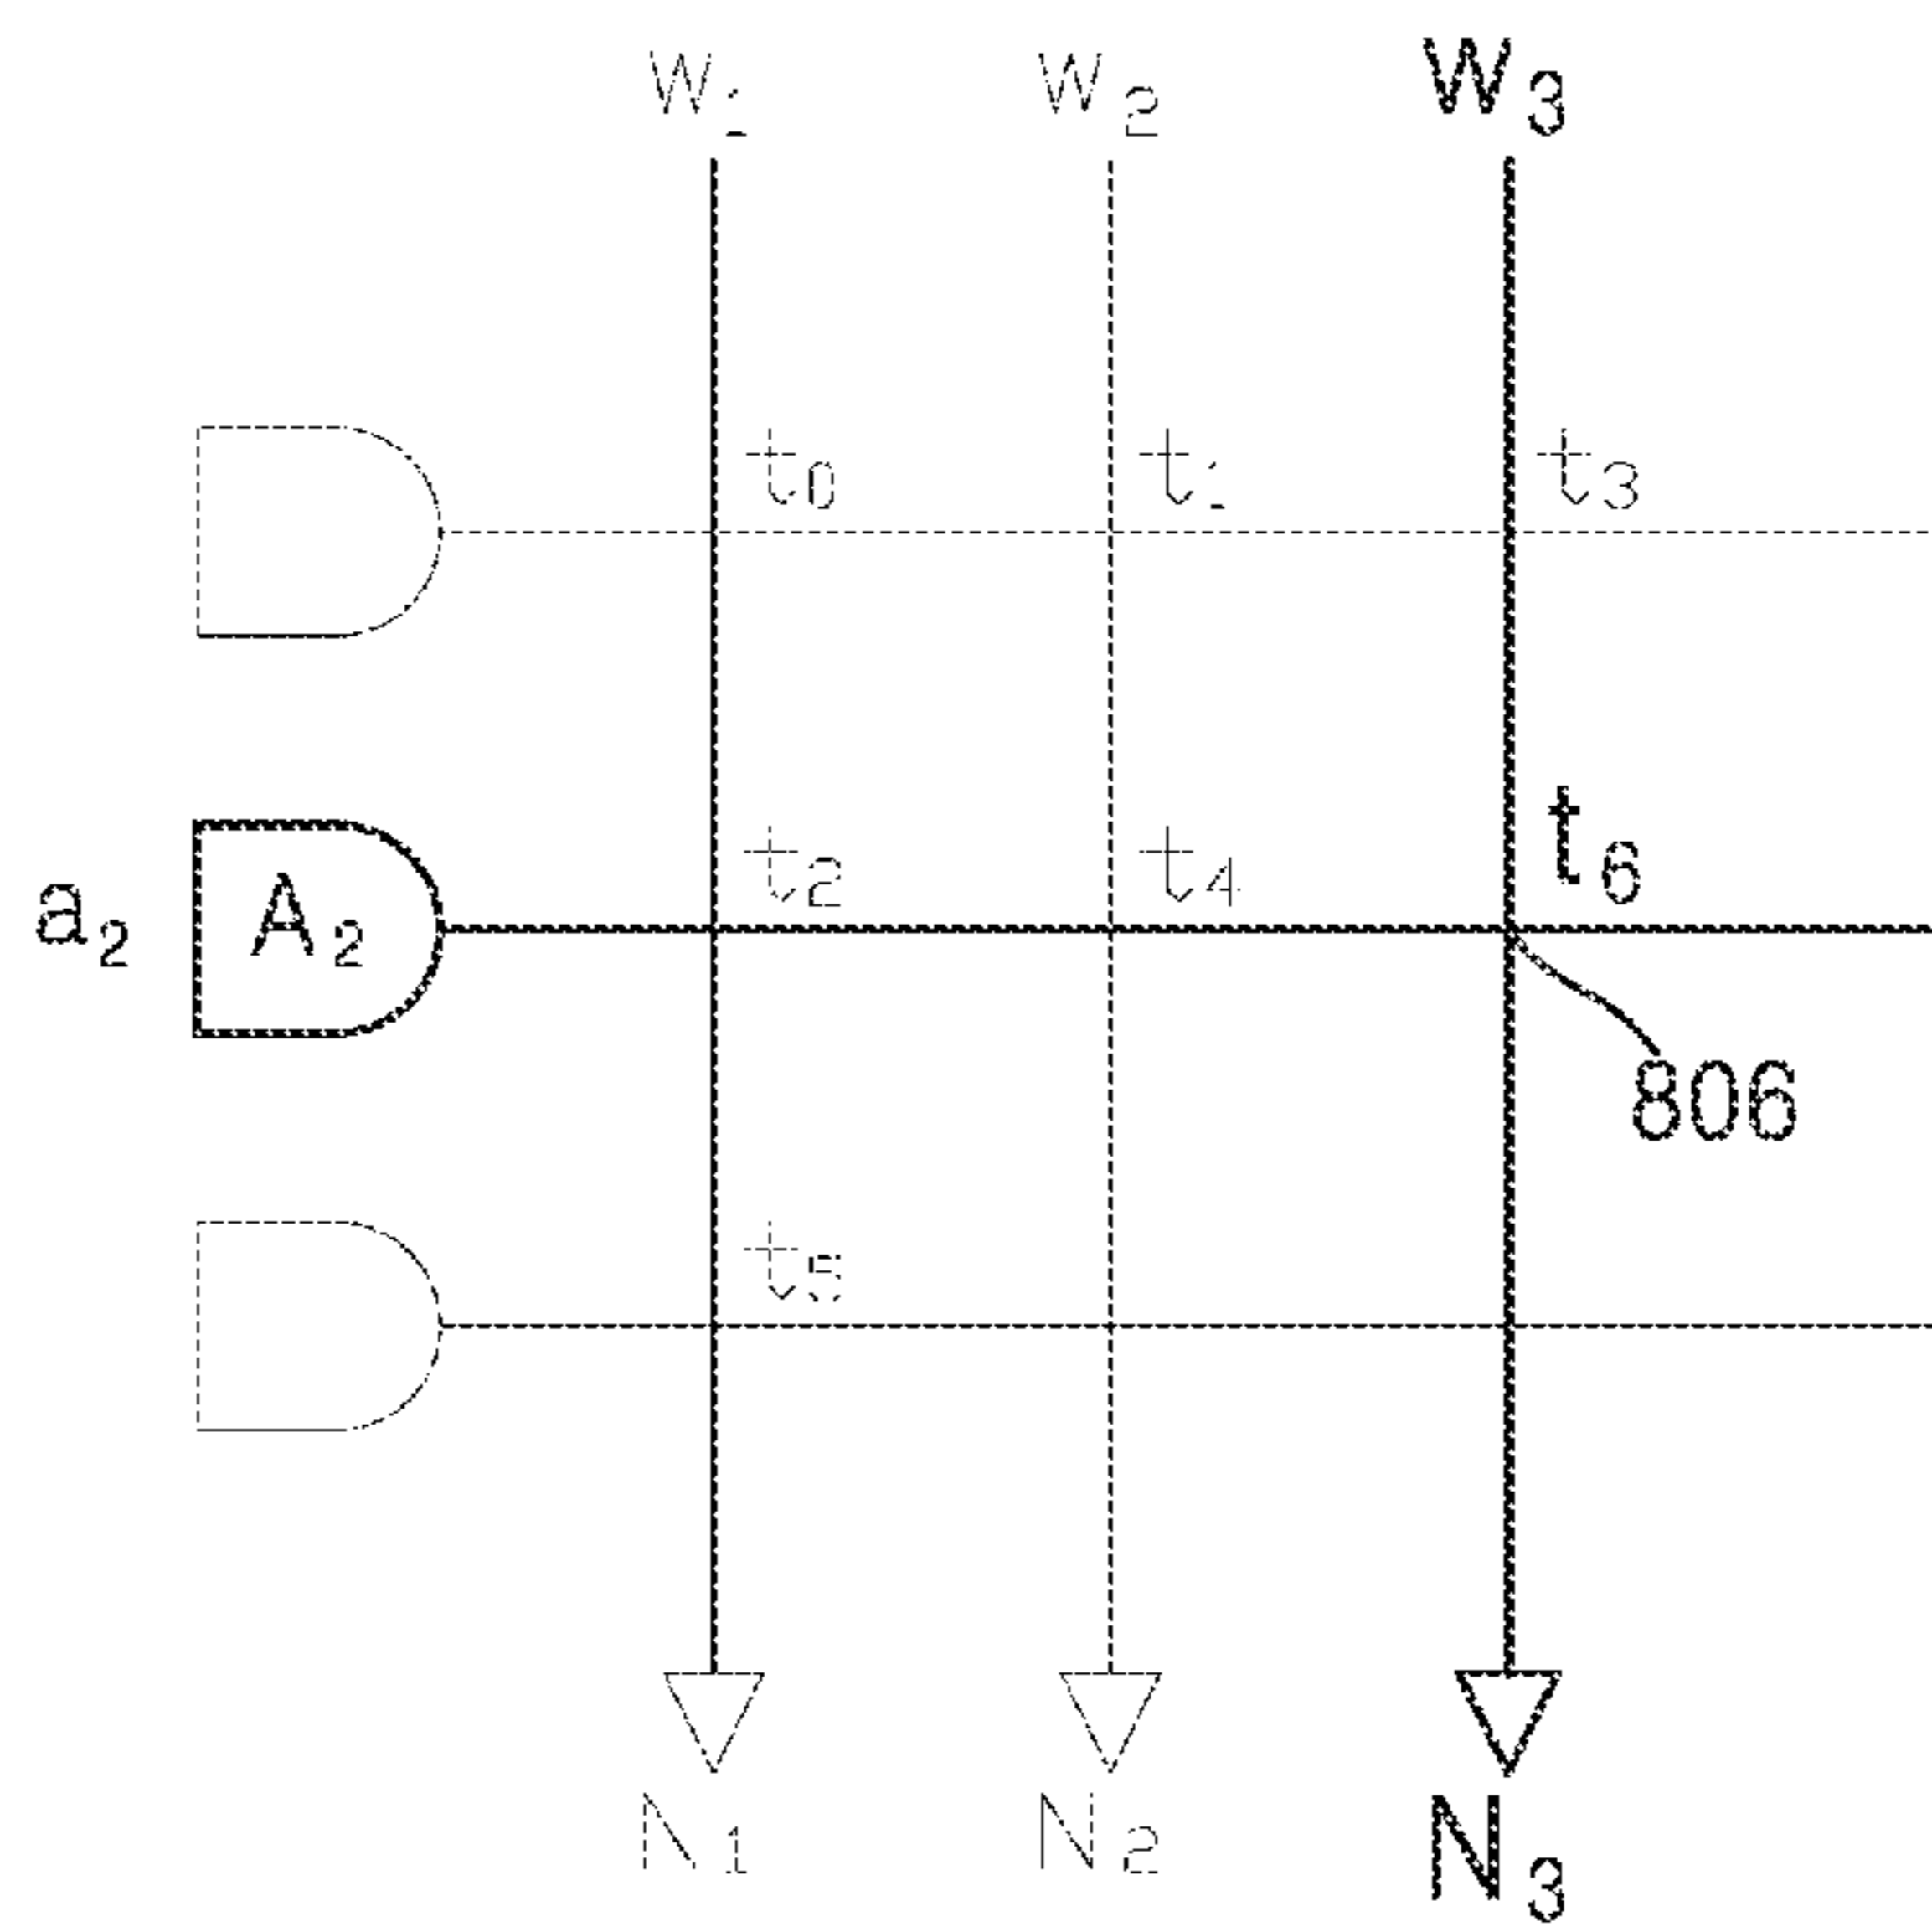 W₁ W₂ W₃
t₀ t₁ t₃
t₂ t₄ t₆
a₂ A₂
806
t₅
N₁ N₂ N₃